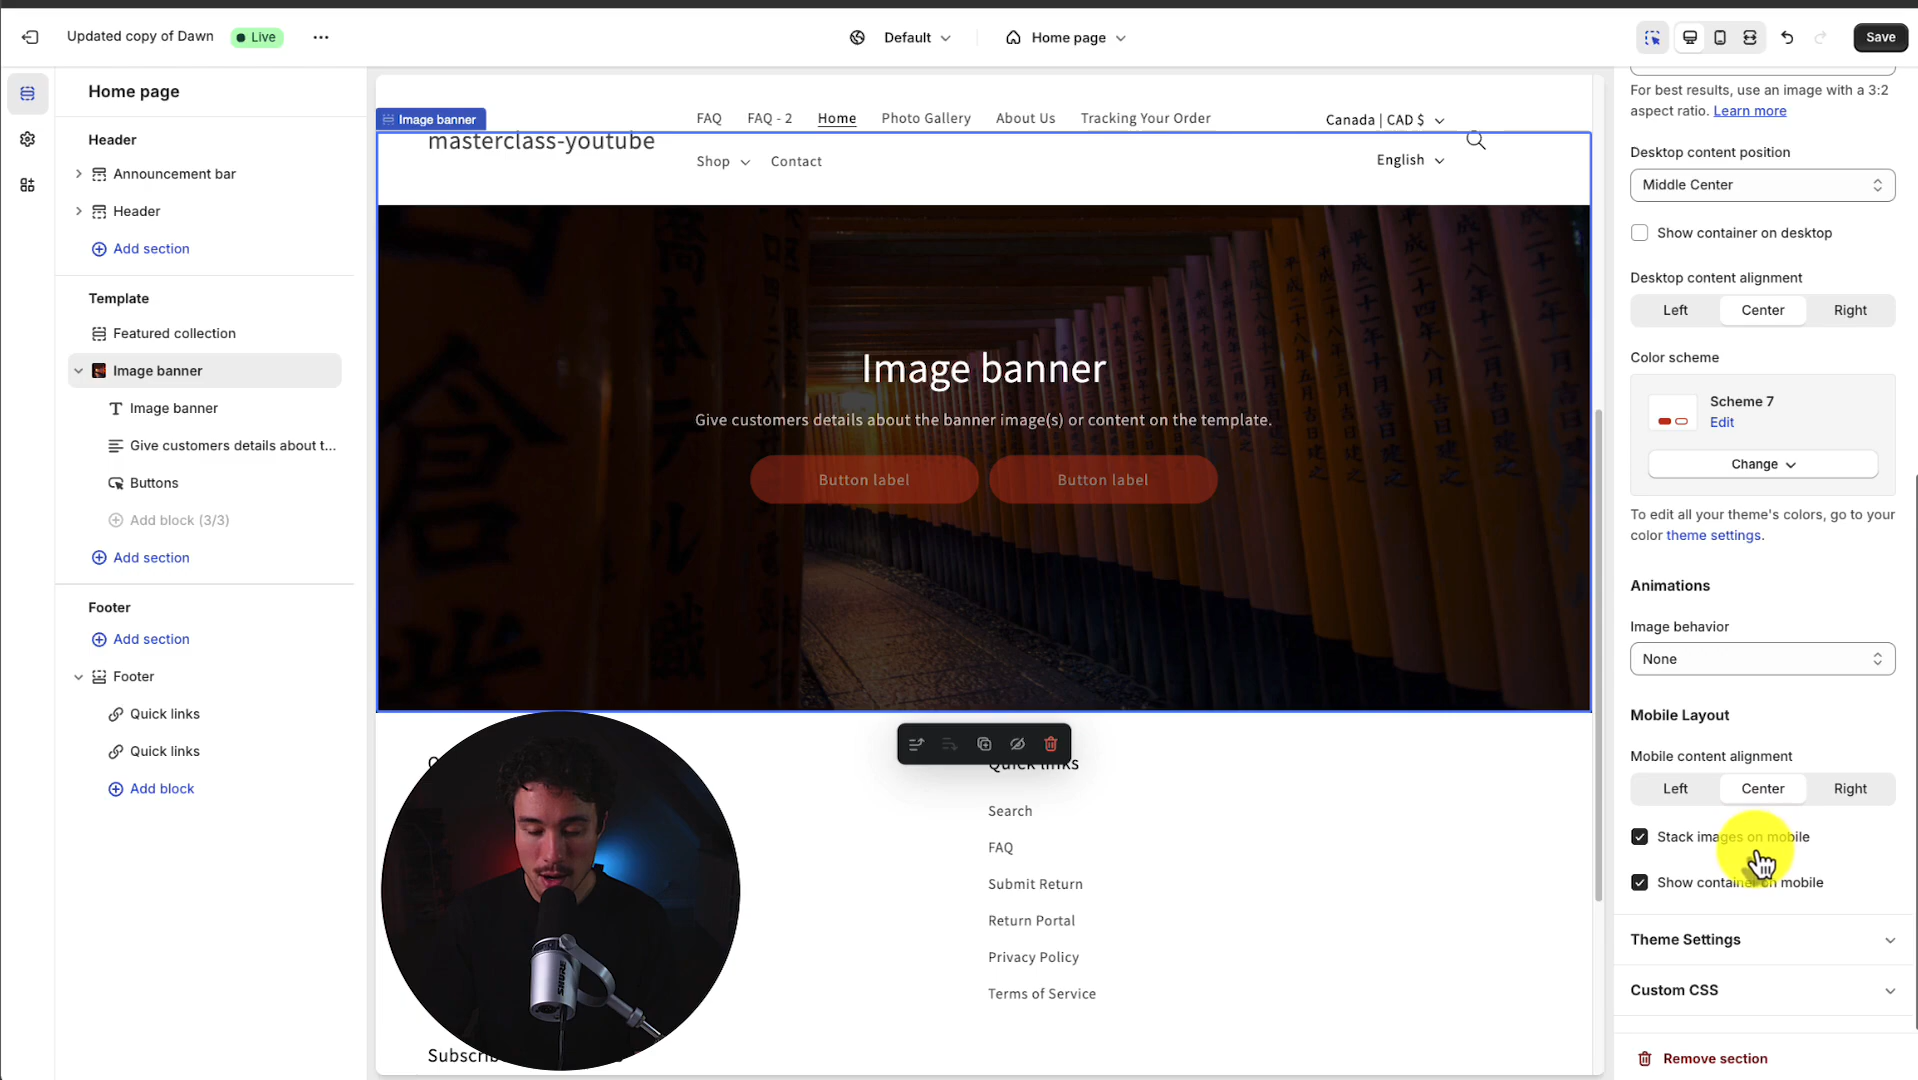 Updated copy of Dawn
Live
Default
Home page
Save
Home page
Header
Announcement bar
Header
Add section
Template
Featured collection
Image banner
Image banner
Give customers details about t...
Buttons
Add block (3/3)
Add section
Footer
Add section
Footer
Quick links
Quick links
Add block
Image banner
FAQ FAQ - 2 Home Photo Gallery About Us Tracking Your Order
Canada | CAD $
masterclass-youtube
Shop Contact
English
Image banner
Give customers details about the banner image(s) or content on the template.
Button label Button label
Quick links
Search
FAQ
Submit Return
Return Portal
Privacy Policy
Terms of Service
SHURE
For best results, use an image with a 3:2
aspect ratio. Learn more
Desktop content position
Middle Center
Show container on desktop
Desktop content alignment
Left Center Right
Color scheme
Scheme 7
Edit
Change
To edit all your theme's colors, go to your
color theme settings.
Animations
Image behavior
None
Mobile Layout
Mobile content alignment
Left Center Right
Stack images on mobile
Show container on mobile
Theme Settings
Custom CSS
Remove section